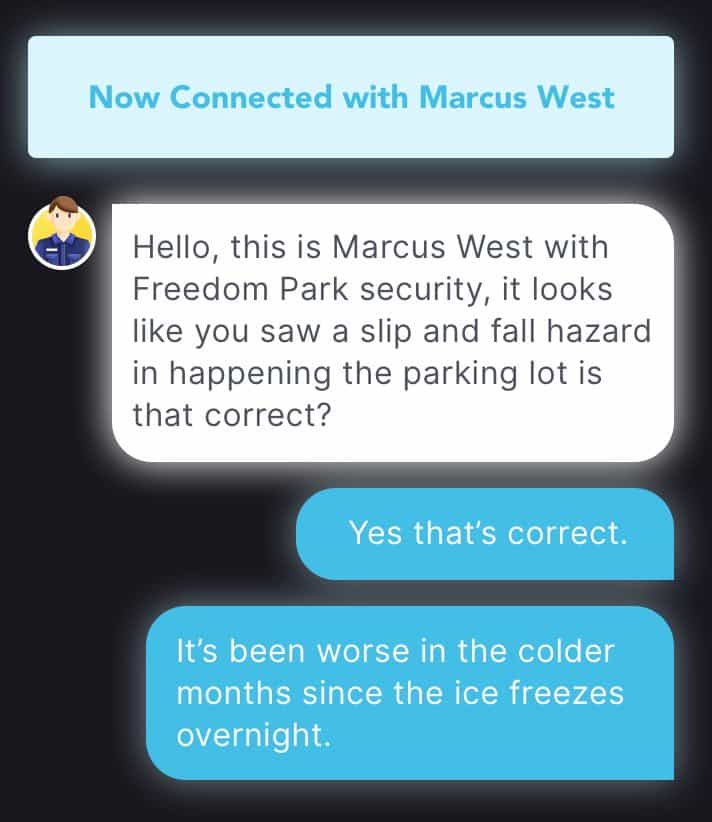 Now Connected with Marcus West
Hello, this is Marcus West with
Freedom Park security, it looks
like you saw a slip and fall hazard
in happening the parking lot is
that correct?
Yes that’s correct.
It’s been worse in the colder
months since the ice freezes
overnight.